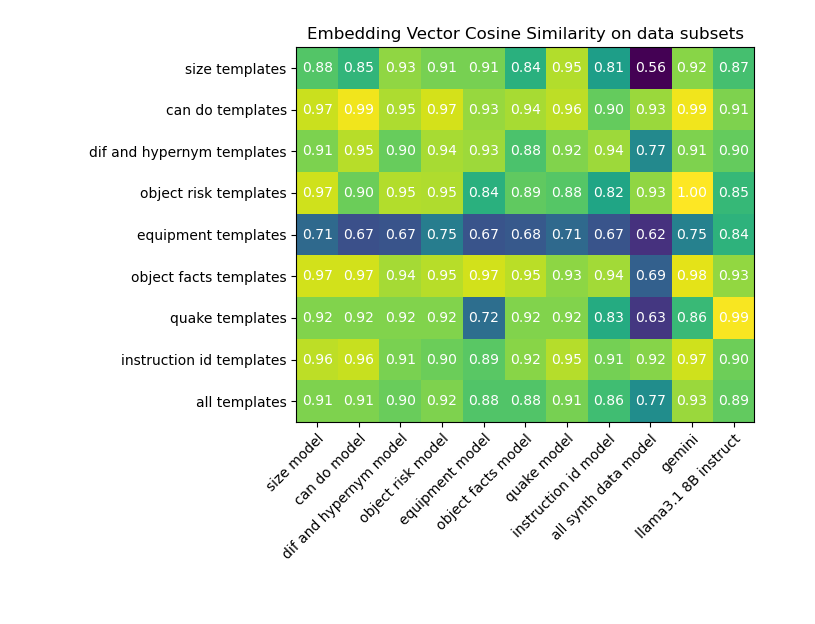 Embedding Vector Cosine Similarity on data subsets
size templates 0.88 0.85 0.93 0.91 0.91 0.84 0.95 0.81 0.56 0.92 0.87
can do templates 0.97 0.99 0.95 0.97 0.93 0.94 0.96 0.90 0.93 0.99 0.91
dif and hypernym templates 0.91 0.95 0.90 0.94 0.93 0.88 0.92 0.94 0.77 0.91 0.90
object risk templates 0.97 0.90 0.95 0.95 0.84 0.89 0.88 0.82 0.93 1.00 0.85
equipment templates 0.71 0.67 0.67 0.75 0.67 0.68 0.71 0.67 0.62 0.75 0.84
object facts templates 0.97 0.97 0.94 0.95 0.97 0.95 0.93 0.94 0.69 0.98 0.93
quake templates 0.92 0.92 0.92 0.92 0.72 0.92 0.92 0.83 0.63 0.86 0.99
instruction id templates 0.96 0.96 0.91 0.90 0.89 0.92 0.95 0.91 0.92 0.97 0.90
all templates 0.91 0.91 0.90 0.92 0.88 0.88 0.91 0.86 0.77 0.93 0.89
size model
can do model
dif and hypernym model
object risk model
equipment model
object facts model
quake model
instruction id model
all synth data model
gemini
llama3.1 8B instruct